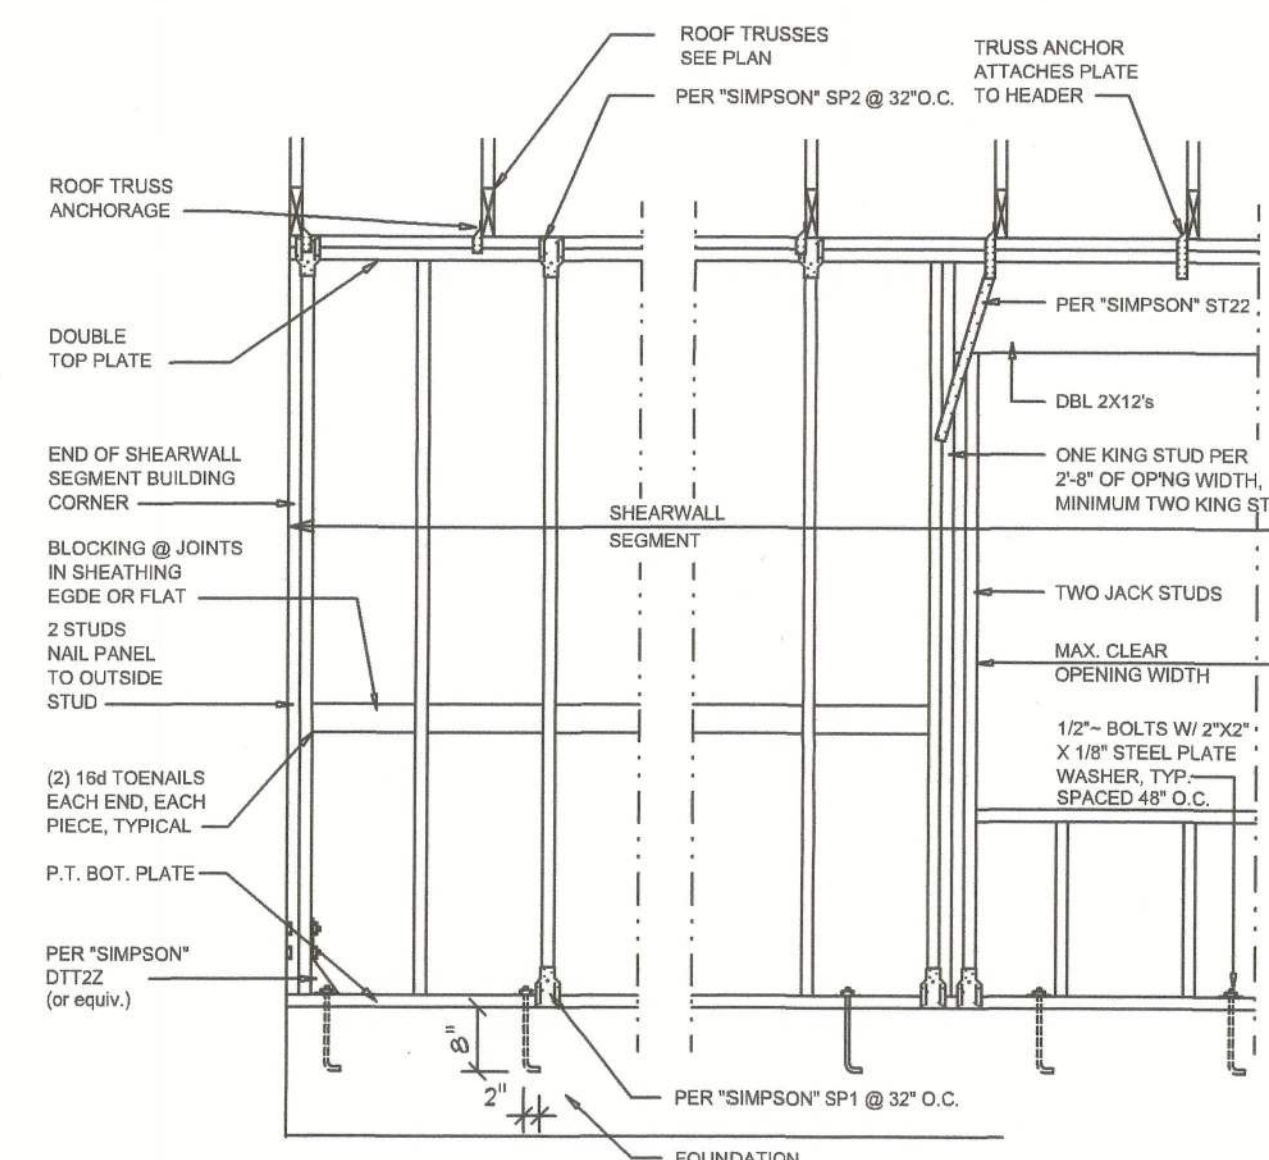 ROOF TRUSSES
SEE PLAN
TRUSS ANCHOR
ATTACHES PLATE
TO HEADER
PER "SIMPSON" SP2 @ 32"O.C.
ROOF TRUSS
ANCHORAGE
DOUBLE
TOP PLATE
PER "SIMPSON" ST22
DBL 2X12's
END OF SHEARWALL
SEGMENT BUILDING
CORNER
ONE KING STUD PER
2'-8" OF OP'NG WIDTH,
MINIMUM TWO KING ST
SHEARWALL
SEGMENT
BLOCKING @ JOINTS
IN SHEATHING
EGDE OR FLAT
TWO JACK STUDS
2 STUDS
NAIL PANEL
TO OUTSIDE
STUD
MAX. CLEAR
OPENING WIDTH
1/2"~ BOLTS W/ 2"X2"
X 1/8" STEEL PLATE
WASHER, TYP.
SPACED 48" O.C.
(2) 16d TOENAILS
EACH END, EACH
PIECE, TYPICAL
P.T. BOT. PLATE
PER "SIMPSON"
DTT2Z
(or equiv.)
8"
2"
PER "SIMPSON" SP1 @ 32" O.C.
FOUNDATION